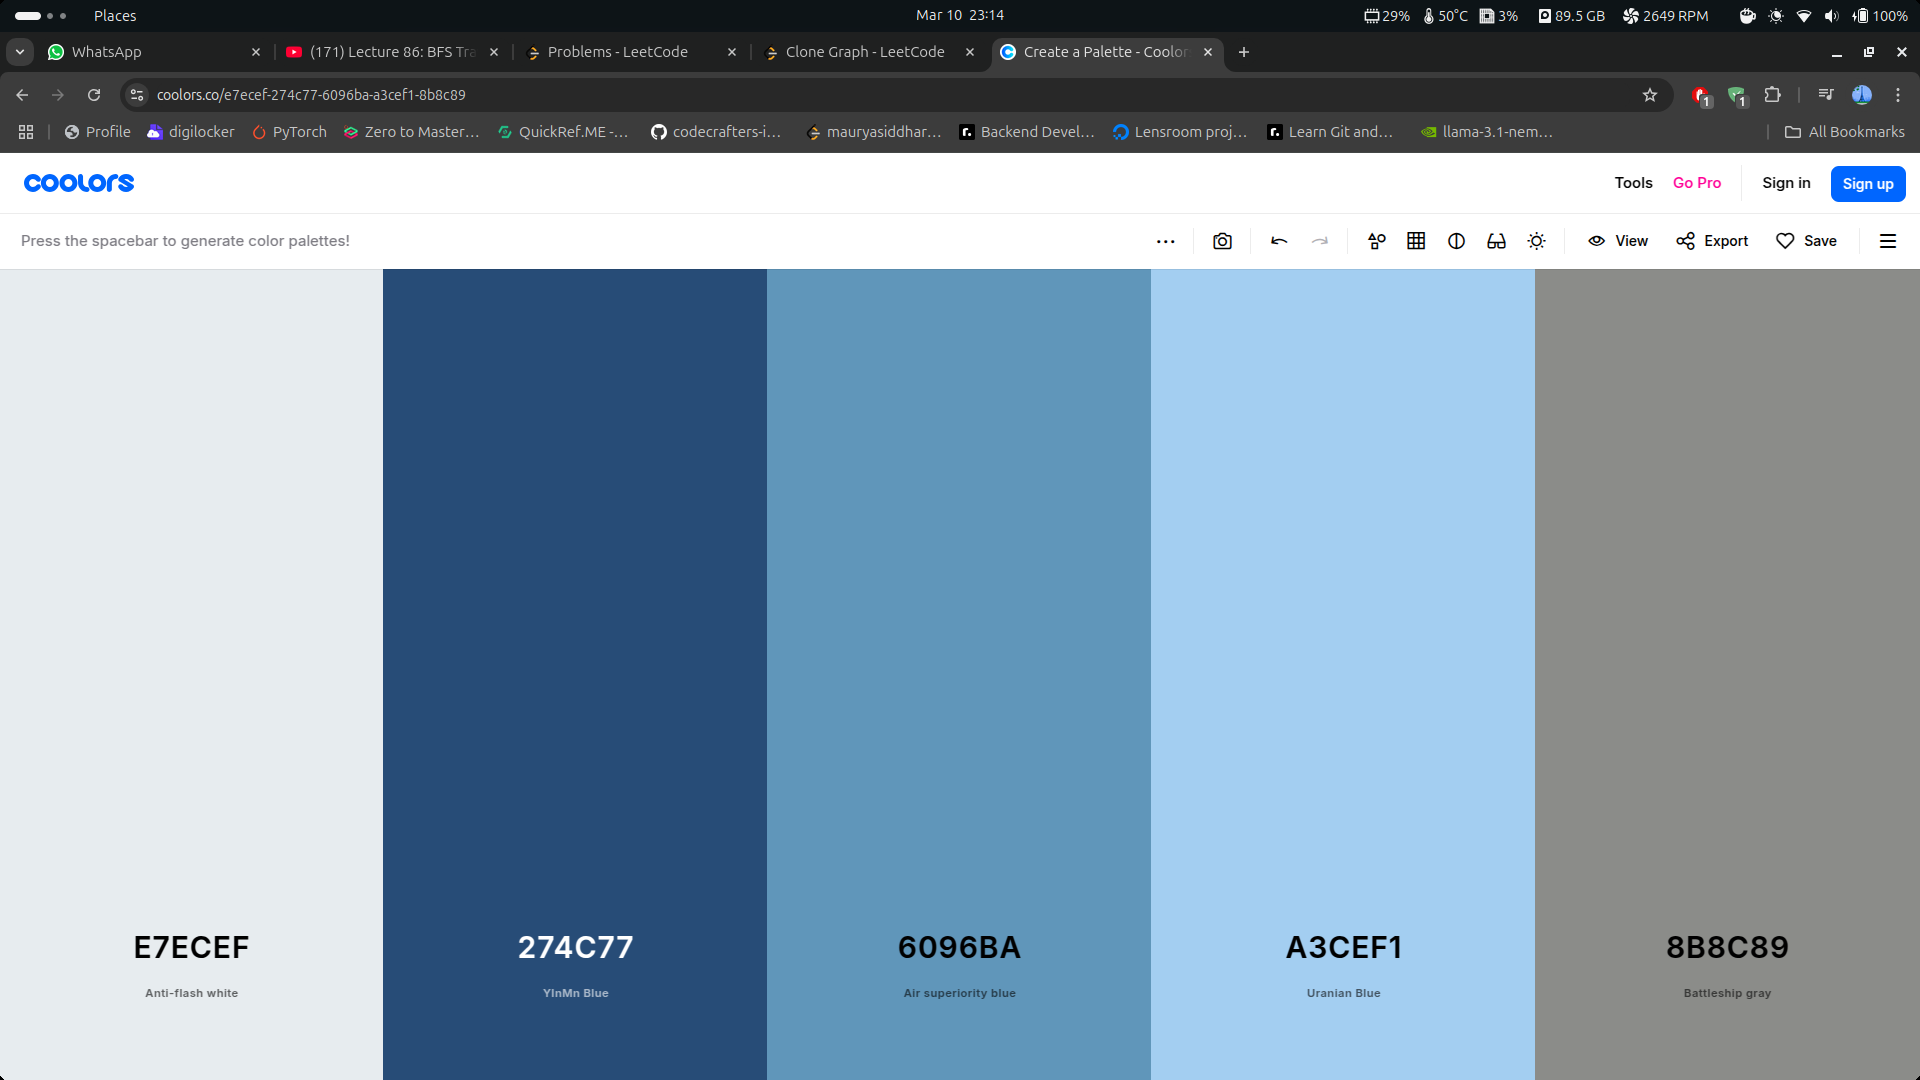 Places
Mar 10 23:14
29% 50°C 3% 89.5 GB 2649 RPM 100%
WhatsApp
(171) Lecture 86: BFS Tra
Problems - LeetCode
Clone Graph - LeetCode
Create a Palette - Coolor
coolors.co/e7ecef-274c77-6096ba-a3cef1-8b8c89
1
1
Profile
digilocker
PyTorch
Zero to Master...
QuickRef.ME -...
codecrafters-i...
mauryasiddhar...
Backend Devel...
Lensroom proj...
Learn Git and...
llama-3.1-nem...
All Bookmarks
coolors
Tools
Go Pro
Sign in
Sign up
Press the spacebar to generate color palettes!
View
Export
Save
E7ECEF
Anti-flash white
274C77
YInMn Blue
6096BA
Air superiority blue
A3CEF1
Uranian Blue
8B8C89
Battleship gray